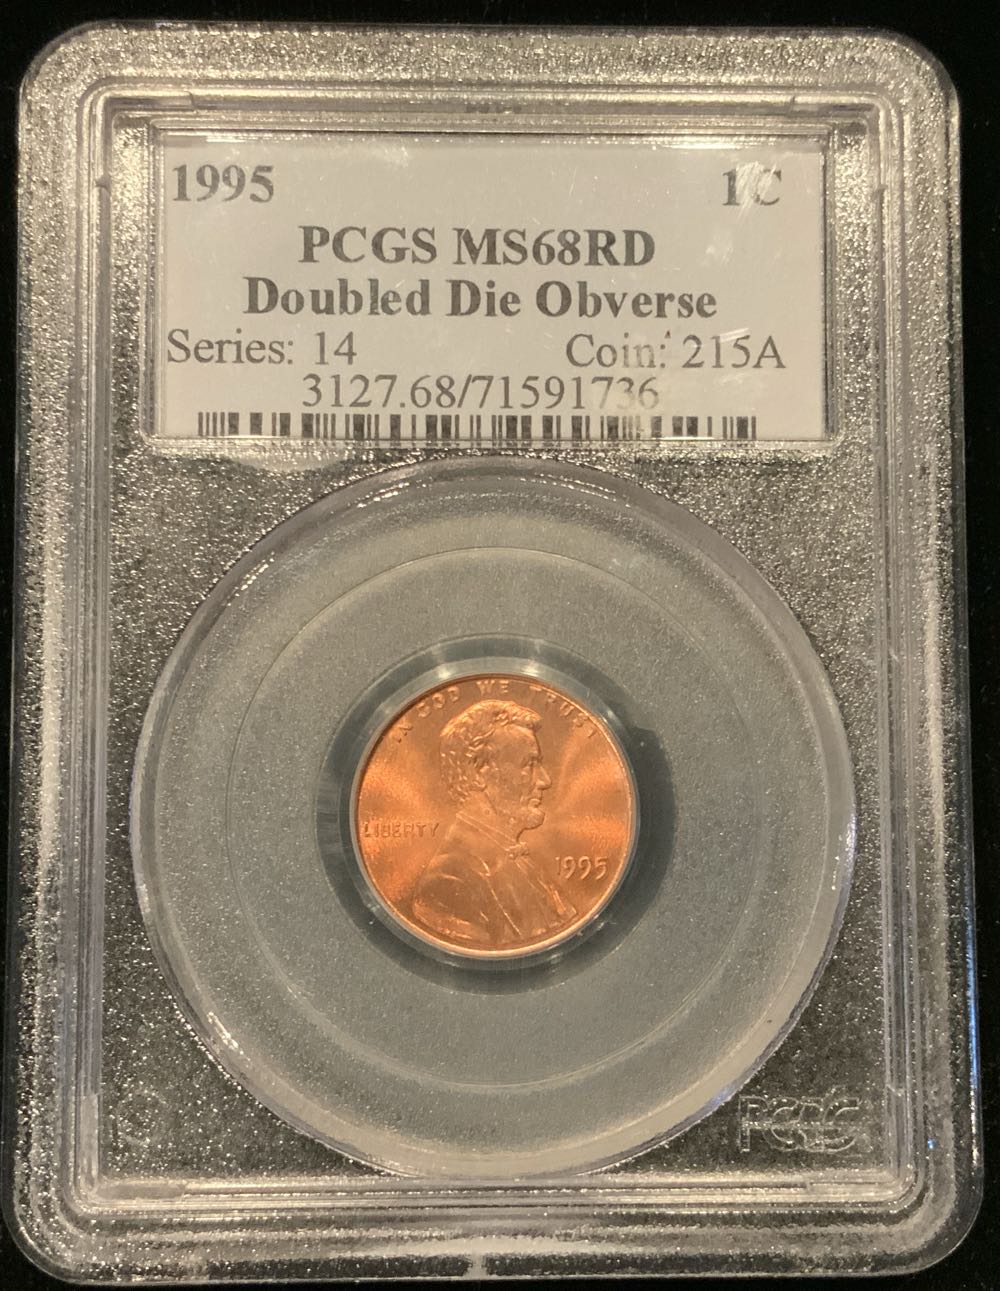 1995 1C
PCGS MS68RD
Doubled Die Obverse
Series: 14 Coin: 215A
3127.68/71591736
IN GOD WE TRUST
LIBERTY
1995
PCGS